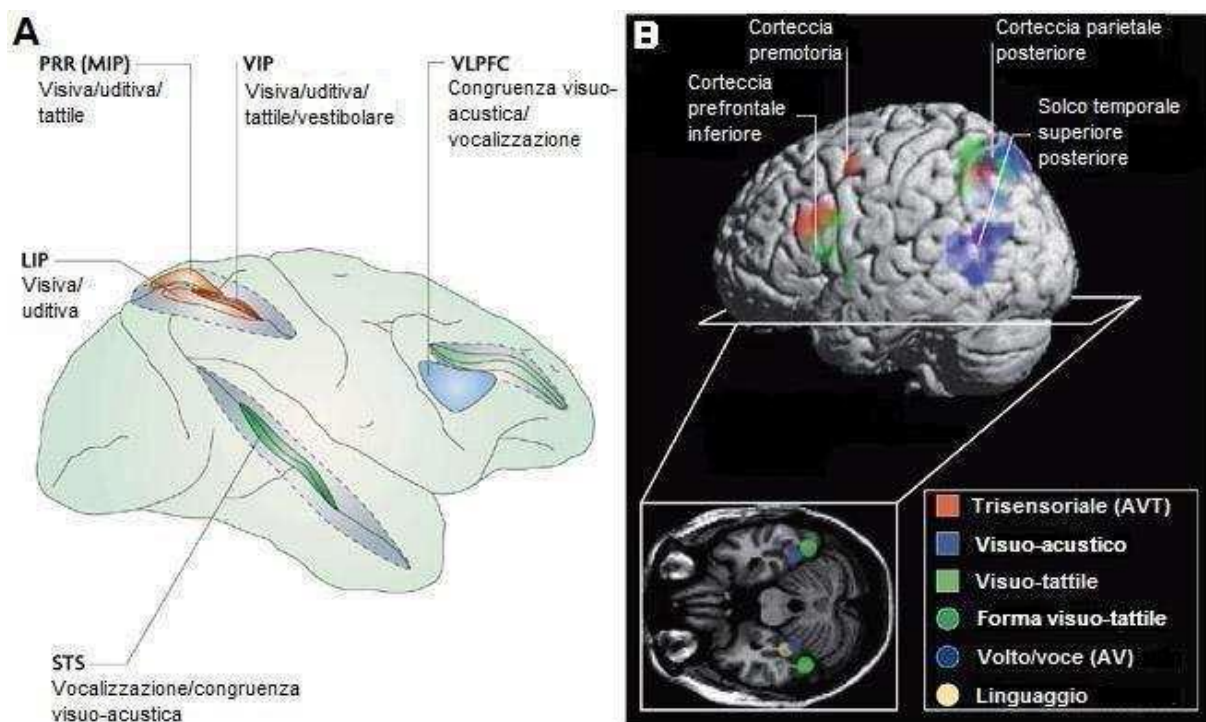 A
PRR (MIP)
Visiva/uditiva/
tattile
VIP
Visiva/uditiva/
tattile/vestibolare
VLPFC
Congruenza visuo-
acustica/
vocalizzazione
LIP
Visiva/
uditiva
STS
Vocalizzazione/congruenza
visuo-acustica
B
Corteccia
premotoria
Corteccia parietale
posteriore
Corteccia
prefrontale
inferiore
Solco temporale
superiore
posteriore
Trisensoriale (AVT)
Visuo-acustico
Visuo-tattile
Forma visuo-tattile
Volto/voce (AV)
Linguaggio